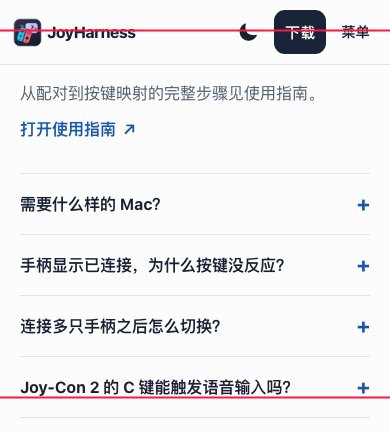 JoyHarness
下载
菜单
从配对到按键映射的完整步骤见使用指南。
打开使用指南 ↗
需要什么样的 Mac? +
手柄显示已连接，为什么按键没反应? +
连接多只手柄之后怎么切换? +
Joy-Con 2 的 C 键能触发语音输入吗? +